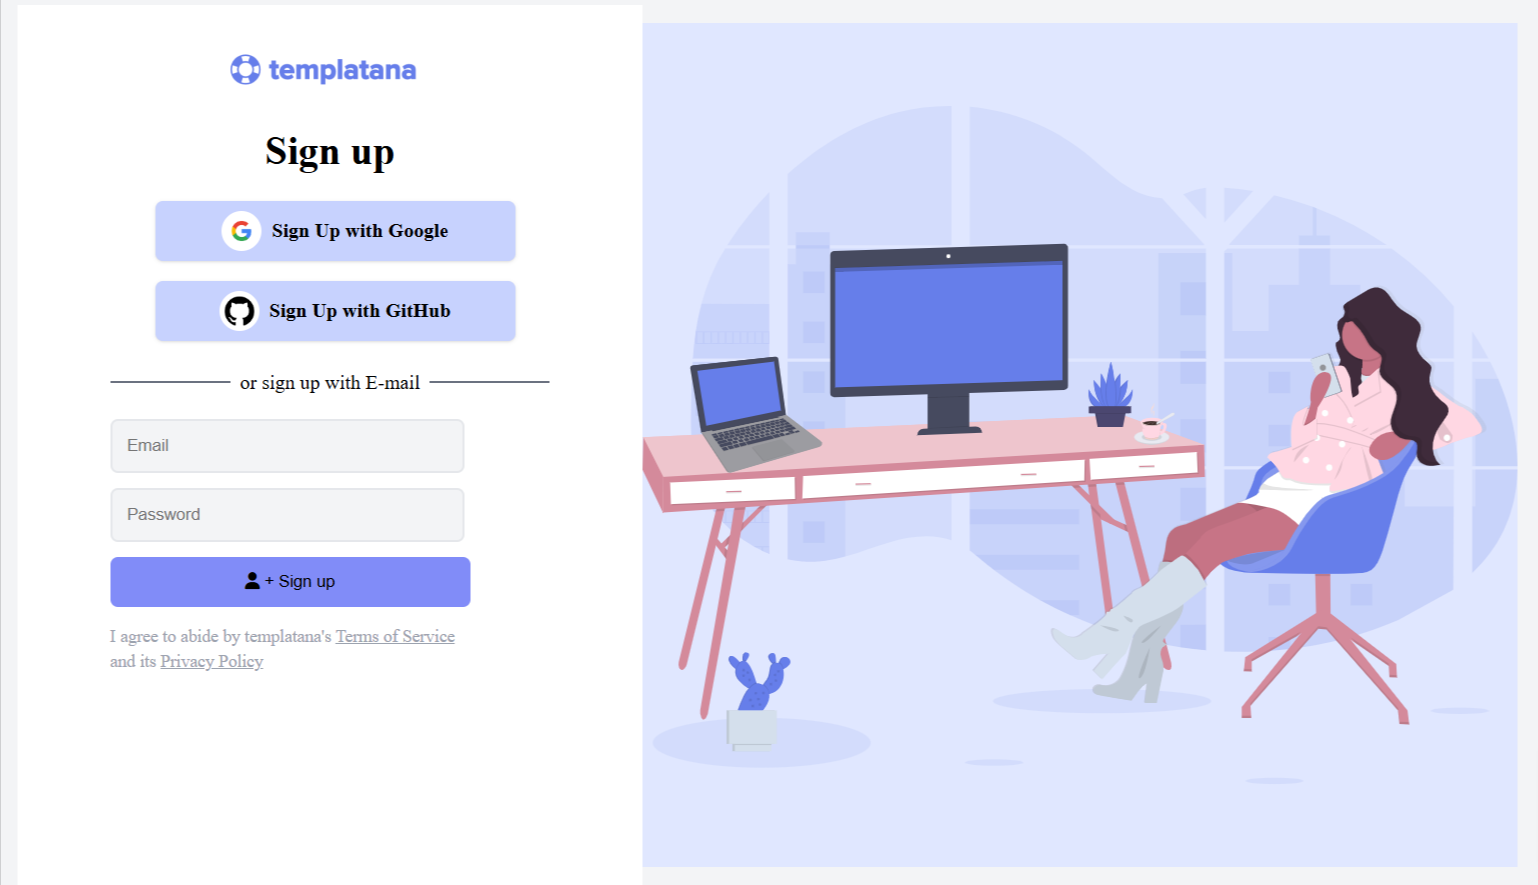 templatana
Sign up
Sign Up with Google
Sign Up with GitHub
or sign up with E-mail
Email
Password
+ Sign up
I agree to abide by templatana's Terms of Service
and its Privacy Policy